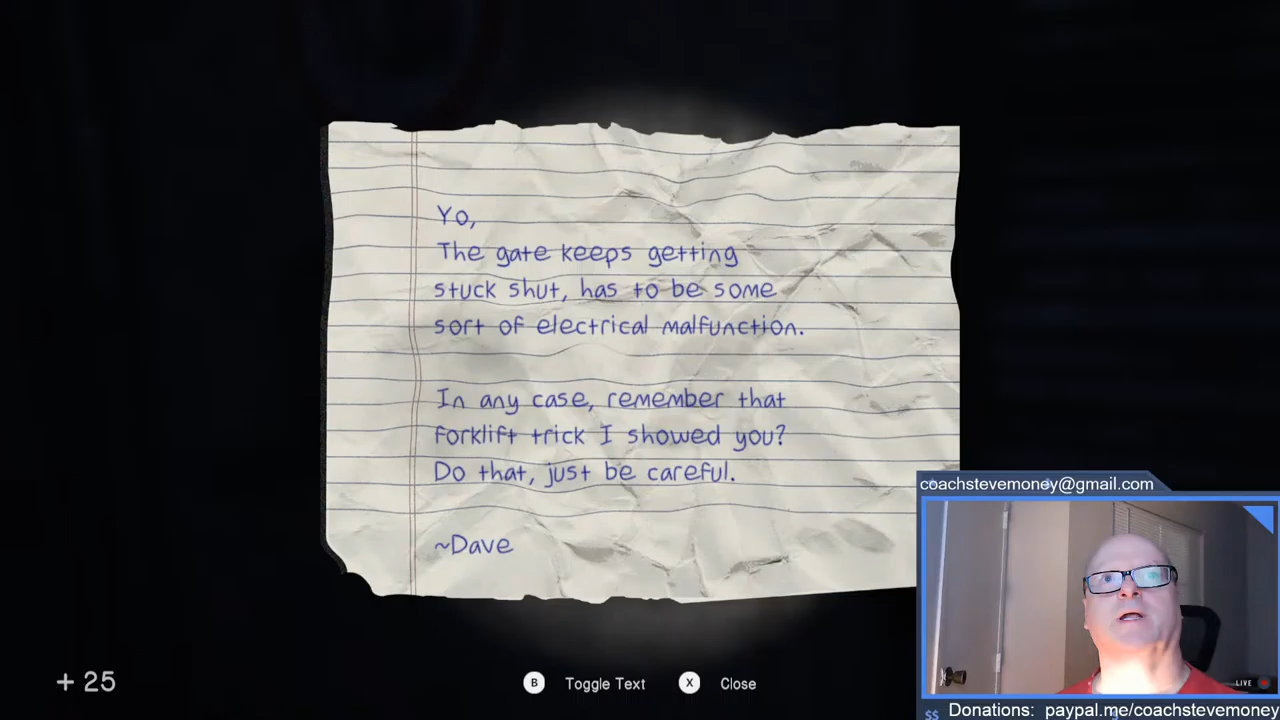 Yo,
The gate keeps getting
stuck shut, has to be some
sort of electrical malfunction.
In any case, remember that
forklift trick I showed you?
Do that, just be careful.
~Dave
coachstevemoney@gmail.com
LIVE
+ 25
B Toggle Text X Close
$$ Donations: paypal.me/coachstevemoney